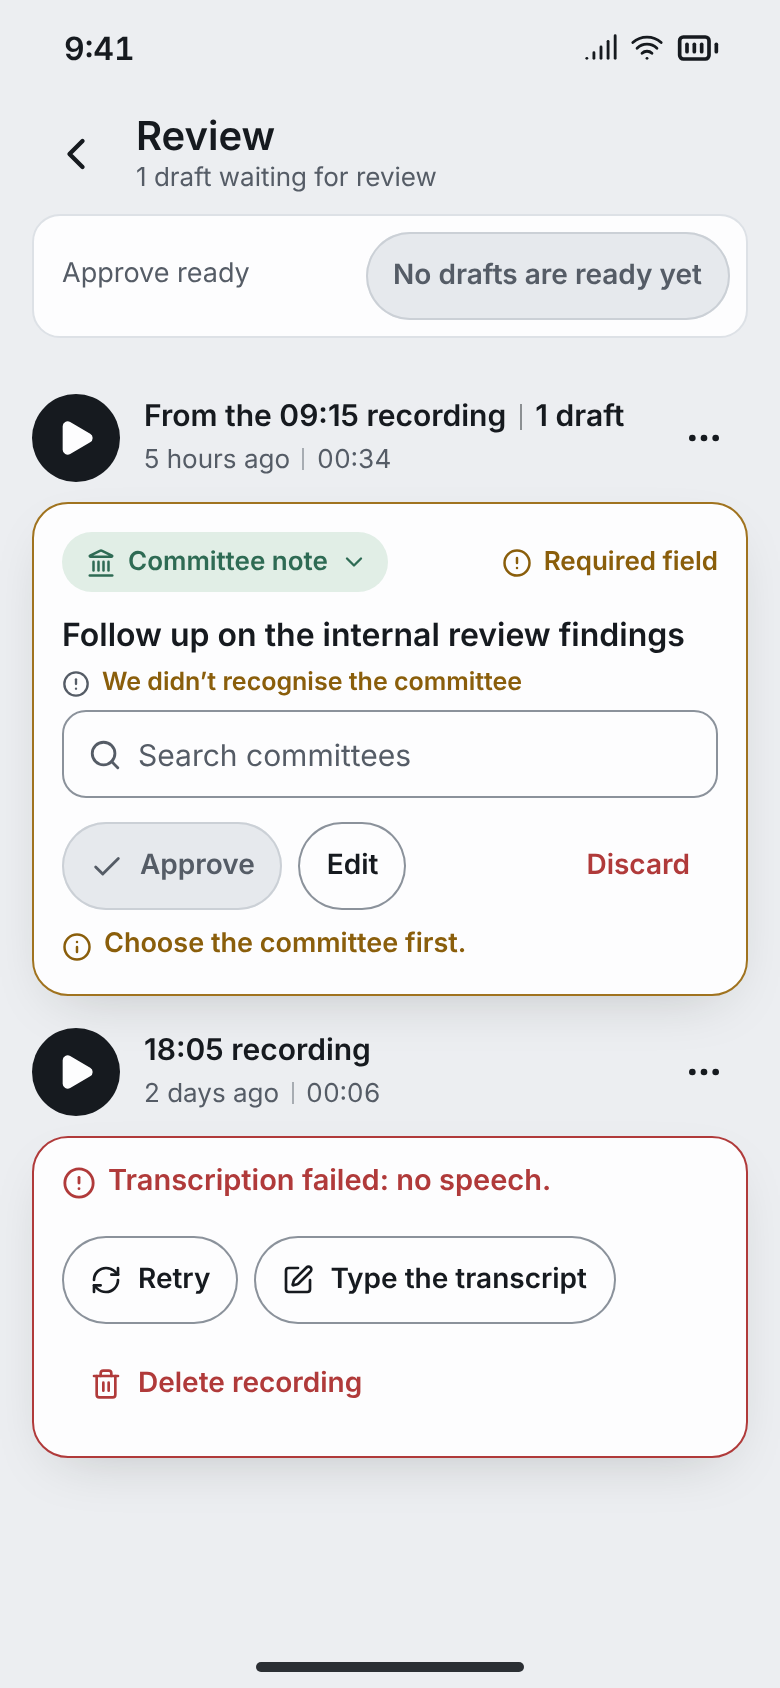 9:41
Review
1 draft waiting for review
Approve ready
No drafts are ready yet
From the 09:15 recording | 1 draft
5 hours ago | 00:34
Committee note
Required field
Follow up on the internal review findings
We didn’t recognise the committee
Search committees
Approve
Edit
Discard
Choose the committee first.
18:05 recording
2 days ago | 00:06
Transcription failed: no speech.
Retry
Type the transcript
Delete recording